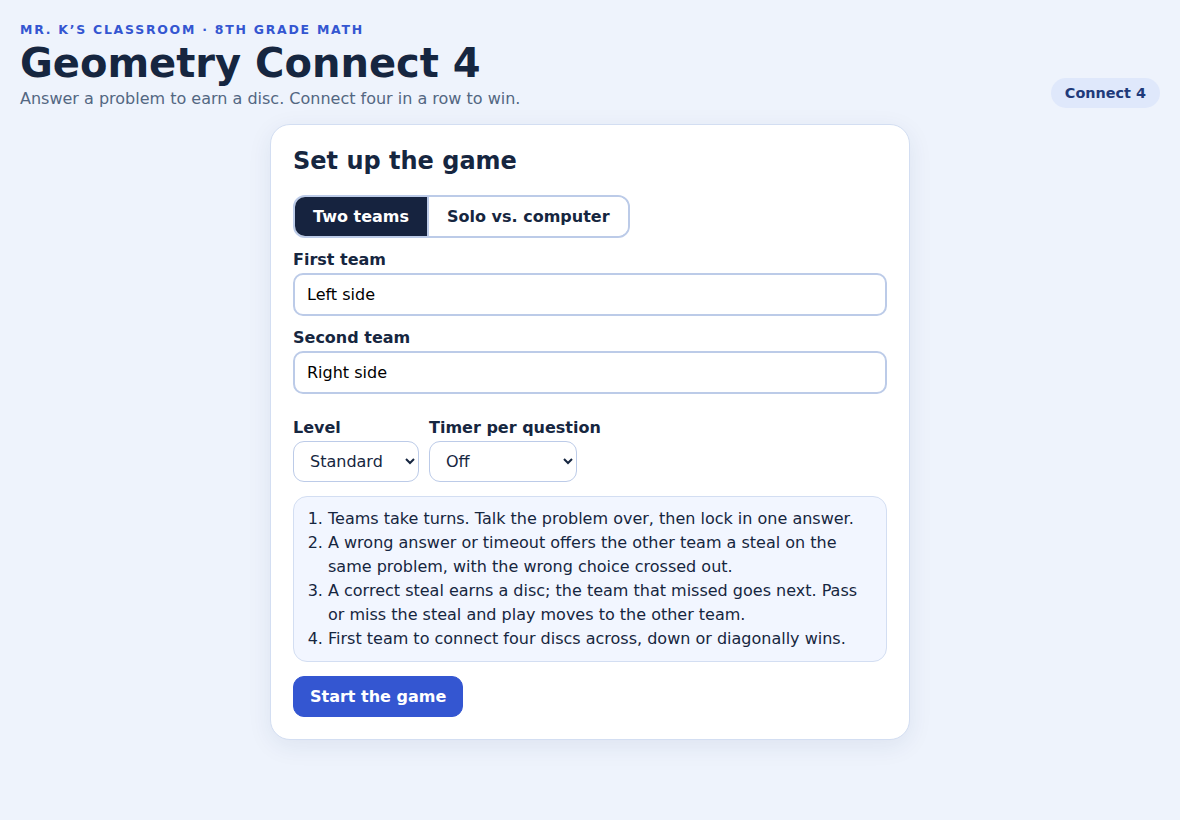 MR. K’S CLASSROOM · 8TH GRADE MATH
Geometry Connect 4
Answer a problem to earn a disc. Connect four in a row to win.
Connect 4
Set up the game
Two teams
Solo vs. computer
First team
Left side
Second team
Right side
Level
Timer per question
Standard
Off
1. Teams take turns. Talk the problem over, then lock in one answer.
2. A wrong answer or timeout offers the other team a steal on the
same problem, with the wrong choice crossed out.
3. A correct steal earns a disc; the team that missed goes next. Pass
or miss the steal and play moves to the other team.
4. First team to connect four discs across, down or diagonally wins.
Start the game